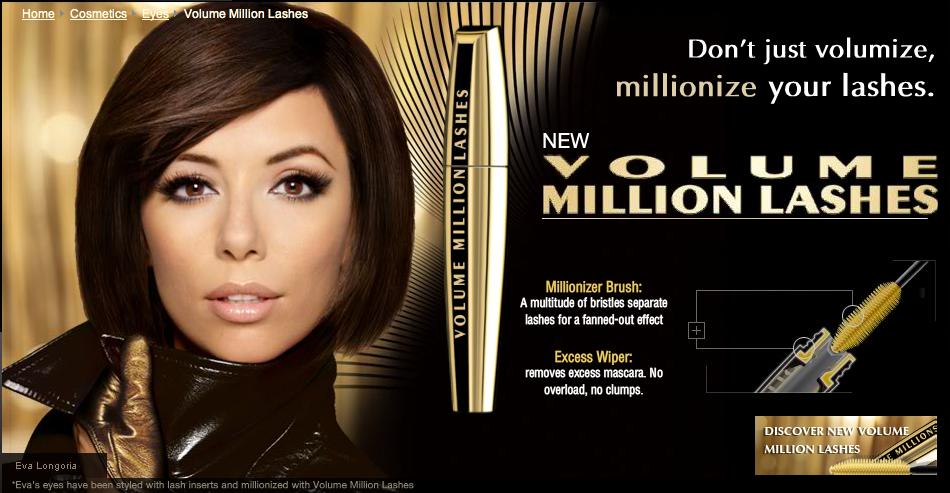 Home Cosmetics Eyes Volume Million Lashes
Don't just volumize,
millionize your lashes.
NEW
VOLUME
MILLION LASHES
VOLUME MILLION LASHES
Millionizer Brush:
A multitude of bristles separate
lashes for a fanned-out effect
Excess Wiper:
removes excess mascara. No
overload, no clumps.
DISCOVER NEW VOLUME
MILLION LASHES
MILLIONS
Eva Longoria
*Eva's eyes have been styled with lash inserts and millionized with Volume Million Lashes